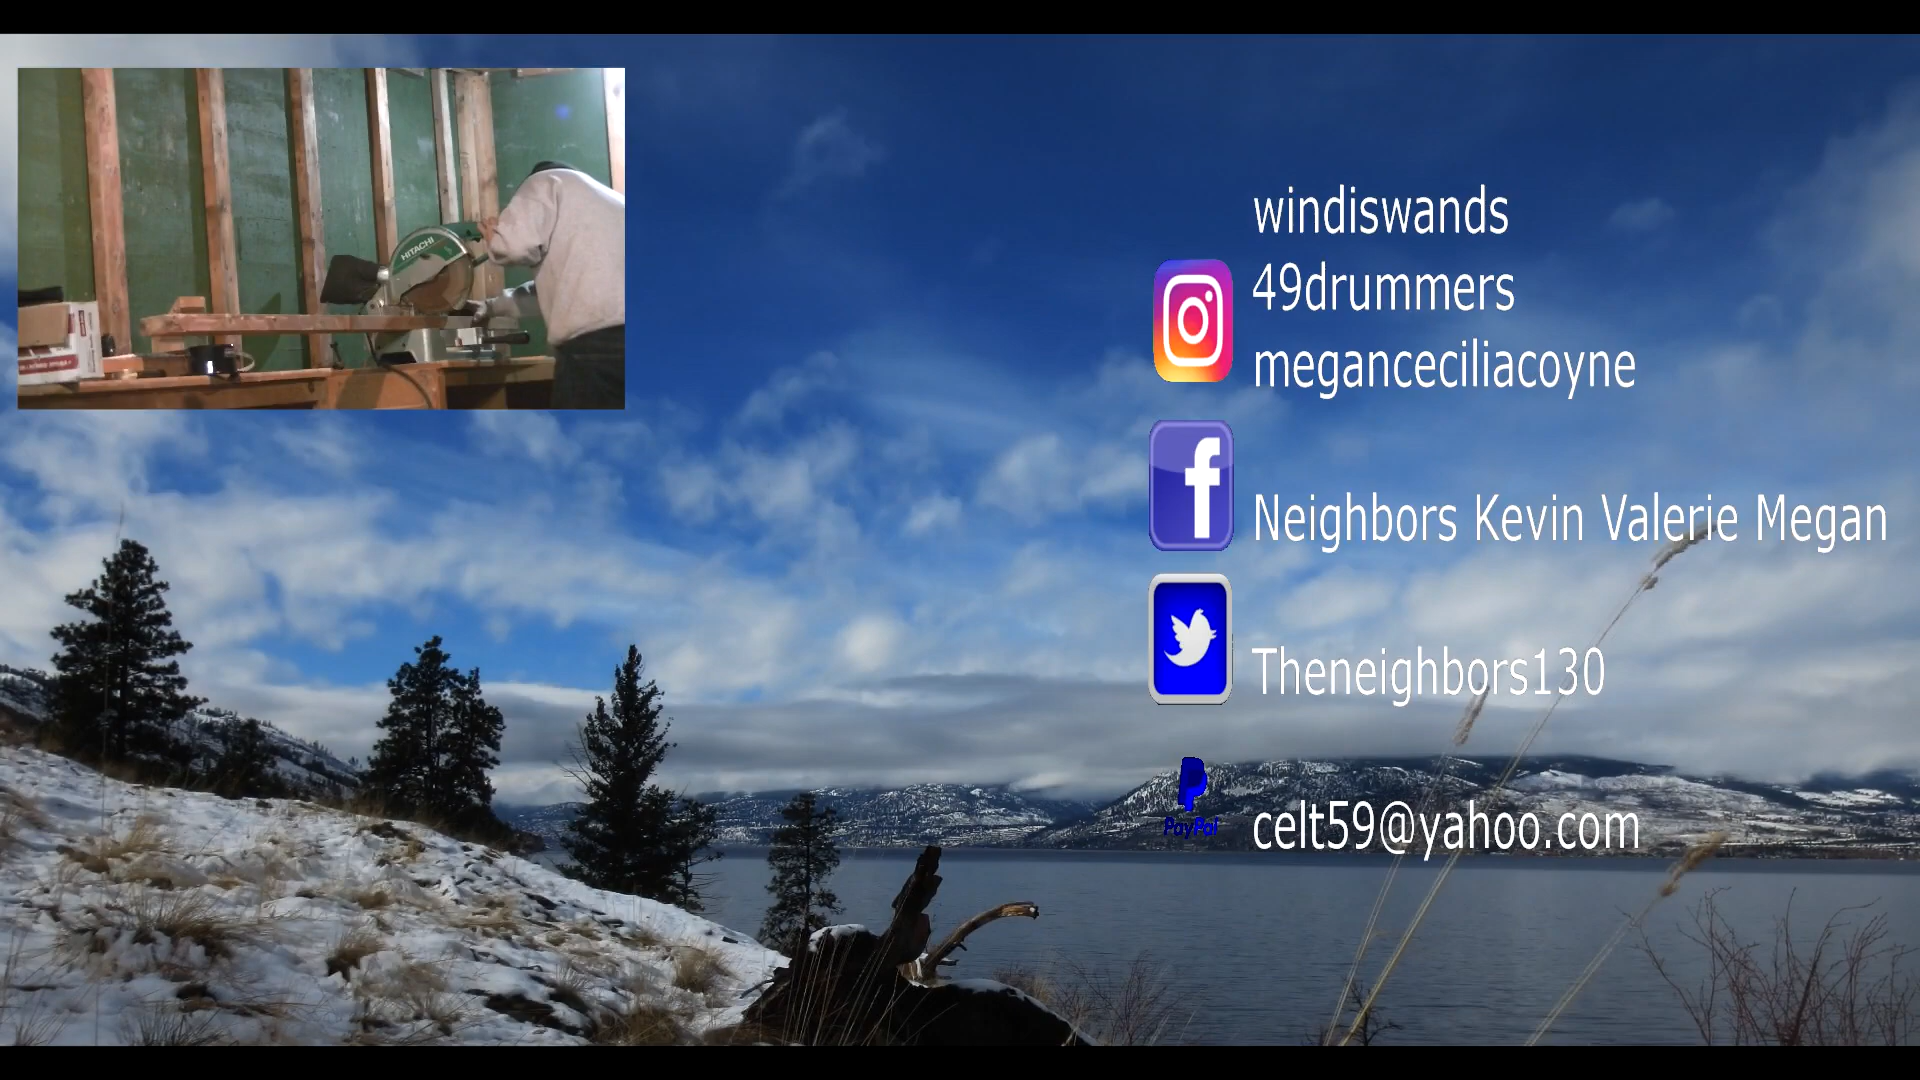 HITACHI
windiswands
49drummers
meganceciliacoyne
Neighbors Kevin Valerie Megan
Theneighbors130
PayPal
celt59@yahoo.com